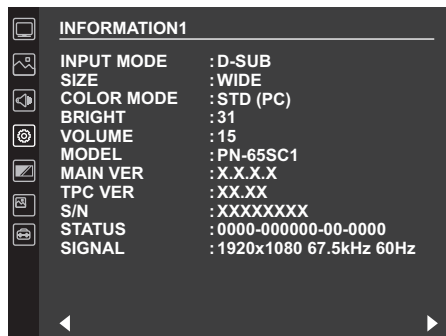 INFORMATION1
INPUT MODE :D-SUB
SIZE :WIDE
COLOR MODE :STD (PC)
BRIGHT :31
VOLUME :15
MODEL :PN-65SC1
MAIN VER :X.X.X.X
TPC VER :XX.XX
S/N :XXXXXXXX
STATUS :0000-000000-00-0000
SIGNAL :1920x1080 67.5kHz 60Hz